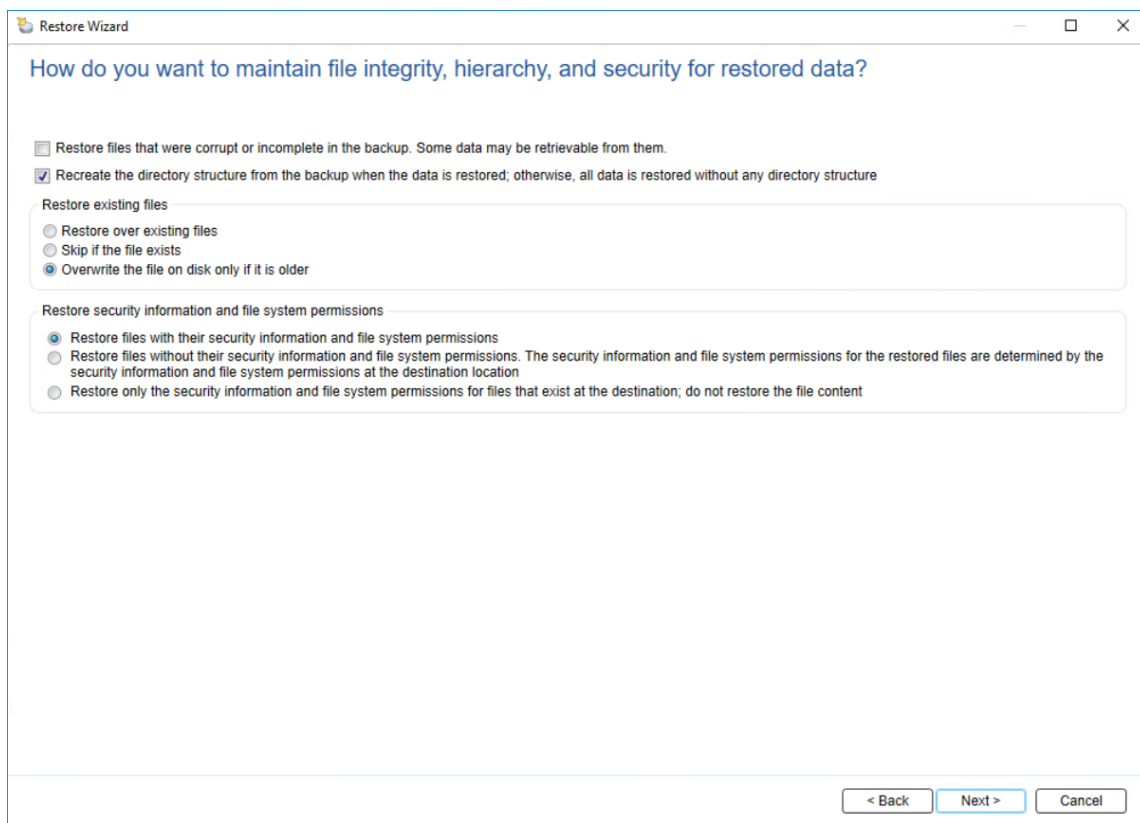 Restore Wizard
How do you want to maintain file integrity, hierarchy, and security for restored data?
Restore files that were corrupt or incomplete in the backup. Some data may be retrievable from them.
Recreate the directory structure from the backup when the data is restored; otherwise, all data is restored without any directory structure
Restore existing files
Restore over existing files
Skip if the file exists
Overwrite the file on disk only if it is older
Restore security information and file system permissions
Restore files with their security information and file system permissions
Restore files without their security information and file system permissions. The security information and file system permissions for the restored files are determined by the
security information and file system permissions at the destination location
Restore only the security information and file system permissions for files that exist at the destination; do not restore the file content
< Back
Next >
Cancel